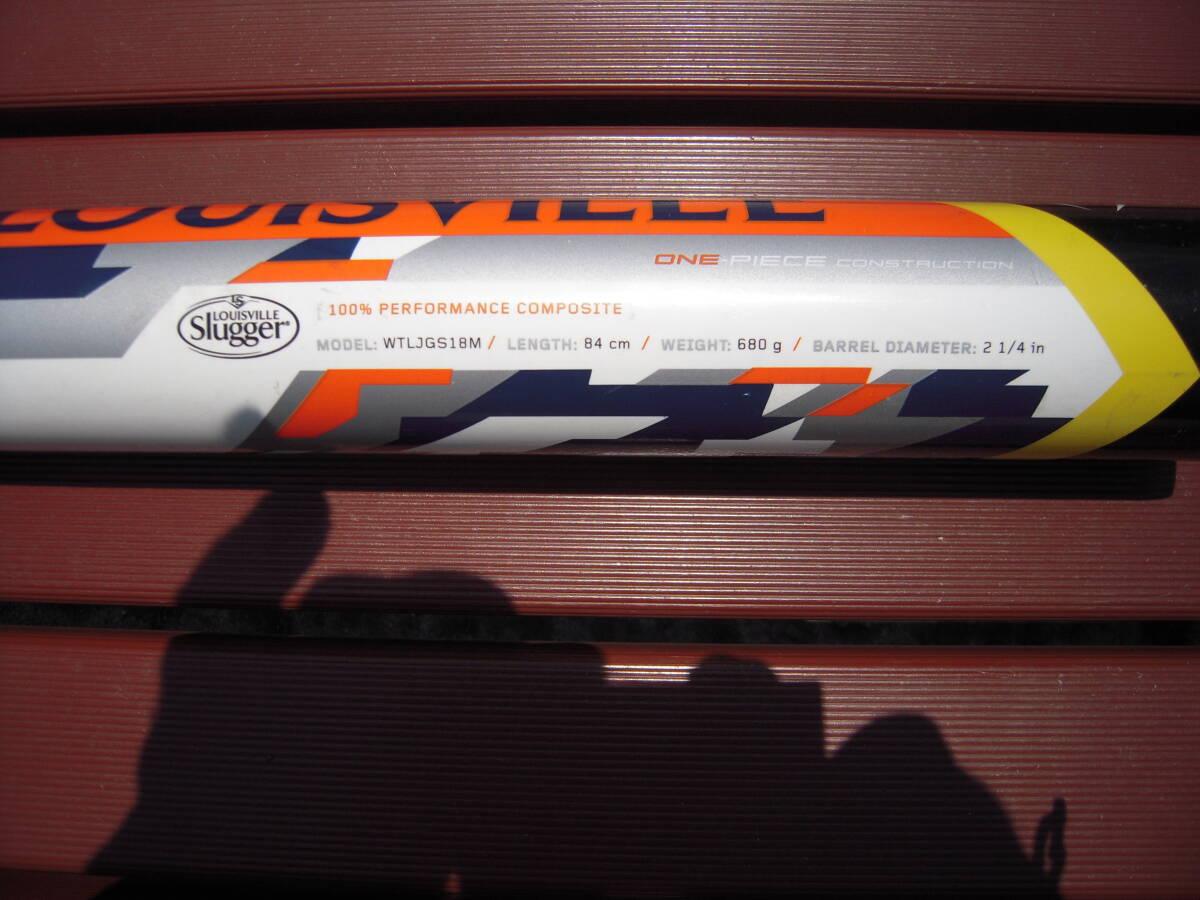 LOUISVILLE
ONE-PIECE CONSTRUCTION
LS
LOUISVILLE
Slugger®
100% PERFORMANCE COMPOSITE
MODEL: WTLJGS18M / LENGTH: 84 cm / WEIGHT: 680 g / BARREL DIAMETER: 2 1/4 in